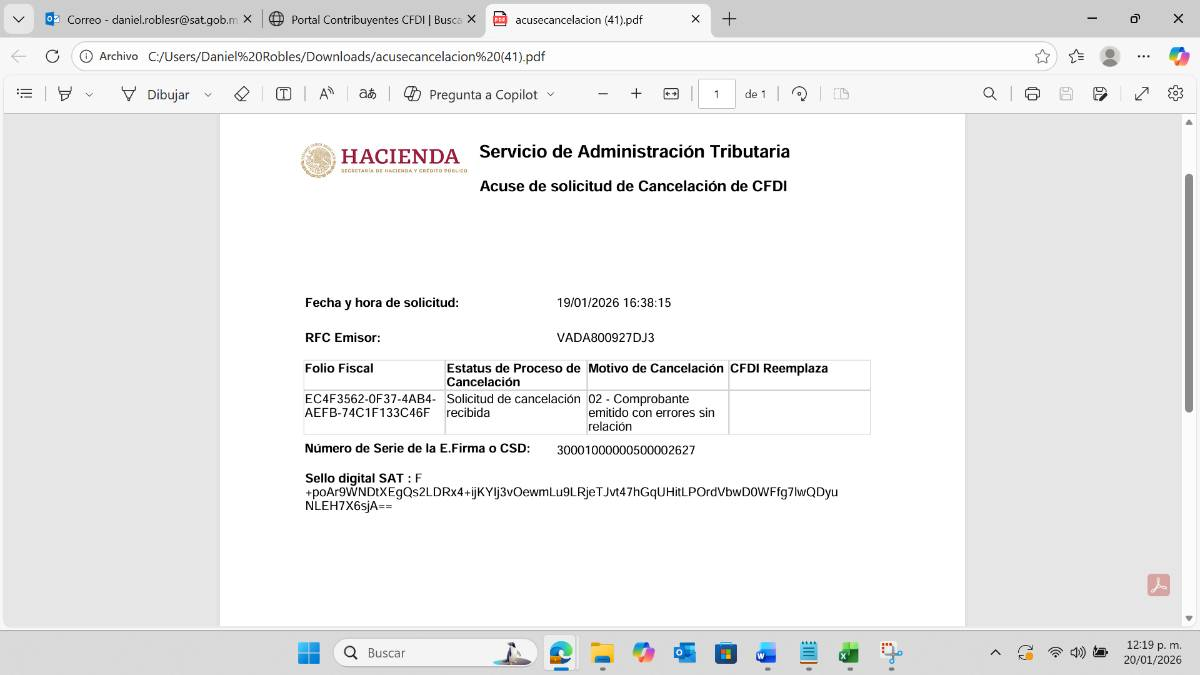 Correo - daniel.roblesr@sat.gob.m
Portal Contribuyentes CFDI | Busca
acusecancelacion (41).pdf
Archivo C:/Users/Daniel%20Robles/Downloads/acusecancelacion%20(41).pdf
Dibujar
Pregunta a Copilot
1 de 1
HACIENDA
SECRETARÍA DE HACIENDA Y CRÉDITO PÚBLICO
Servicio de Administración Tributaria
Acuse de solicitud de Cancelación de CFDI
Fecha y hora de solicitud: 19/01/2026 16:38:15
RFC Emisor: VADA800927DJ3
Folio Fiscal Estatus de Proceso de Cancelación Motivo de Cancelación CFDI Reemplaza
EC4F3562-0F37-4AB4- Solicitud de cancelación 02 - Comprobante
AEFB-74C1F133C46F recibida emitido con errores sin
relación
Número de Serie de la E.Firma o CSD: 30001000000500002627
Sello digital SAT : F
+poAr9WNDtXEgQs2LDRx4+ijKYIj3vOewmLu9LRjeTJvt47hGqUHitLPOrdVbwD0WFfg7lwQDyu
NLEH7X6sjA==
Buscar
12:19 p. m.
20/01/2026